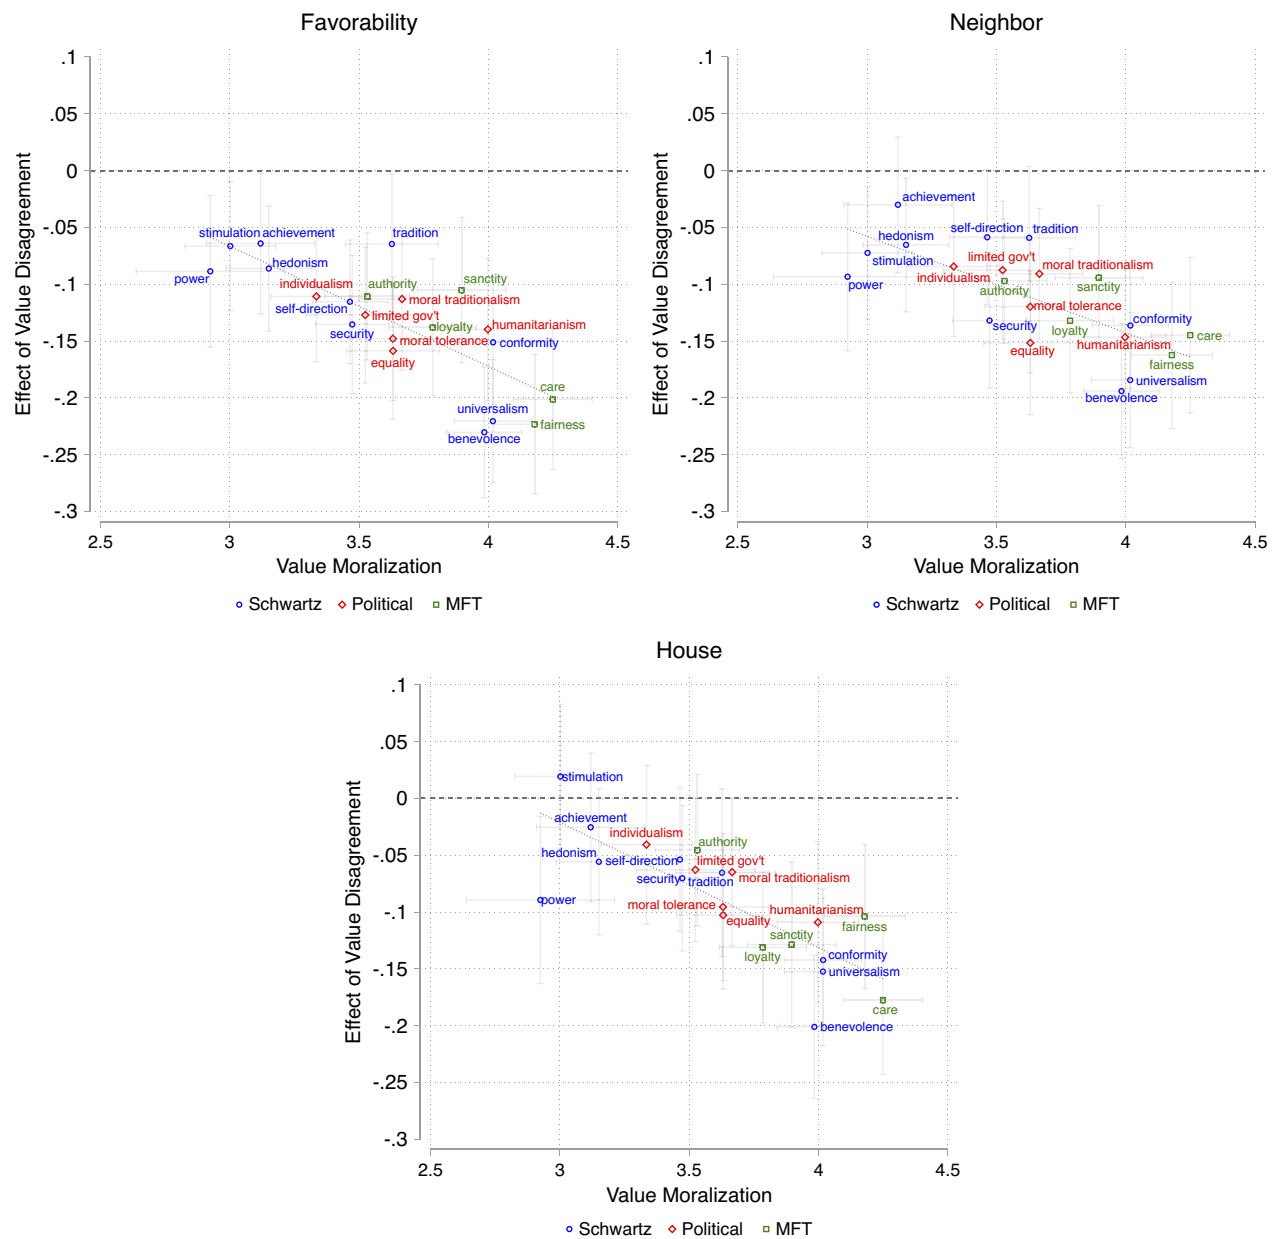 Favorability
.1
.05
0
-.05
-.1
-.15
-.2
-.25
-.3
Effect of Value Disagreement
stimulation
achievement
tradition
power
hedonism
individualism
authority
sanctity
self-direction
moral traditionalism
limited gov't
security
loyalty
humanitarianism
moral tolerance
conformity
equality
care
universalism
fairness
benevolence
2.5
3
3.5
4
4.5
Value Moralization
Schwartz
Political
MFT
Neighbor
.1
.05
0
-.05
-.1
-.15
-.2
-.25
-.3
Effect of Value Disagreement
achievement
hedonism
self-direction
tradition
stimulation
limited gov't
moral traditionalism
power
individualism
authority
sanctity
moral tolerance
security
loyalty
conformity
equality
humanitarianism
care
fairness
universalism
benevolence
2.5
3
3.5
4
4.5
Value Moralization
Schwartz
Political
MFT
House
.1
.05
0
-.05
-.1
-.15
-.2
-.25
-.3
Effect of Value Disagreement
stimulation
achievement
individualism
authority
hedonism
self-direction
limited gov't
security
tradition
moral traditionalism
power
moral tolerance
humanitarianism
equality
fairness
sanctity
loyalty
conformity
universalism
care
benevolence
2.5
3
3.5
4
4.5
Value Moralization
Schwartz
Political
MFT